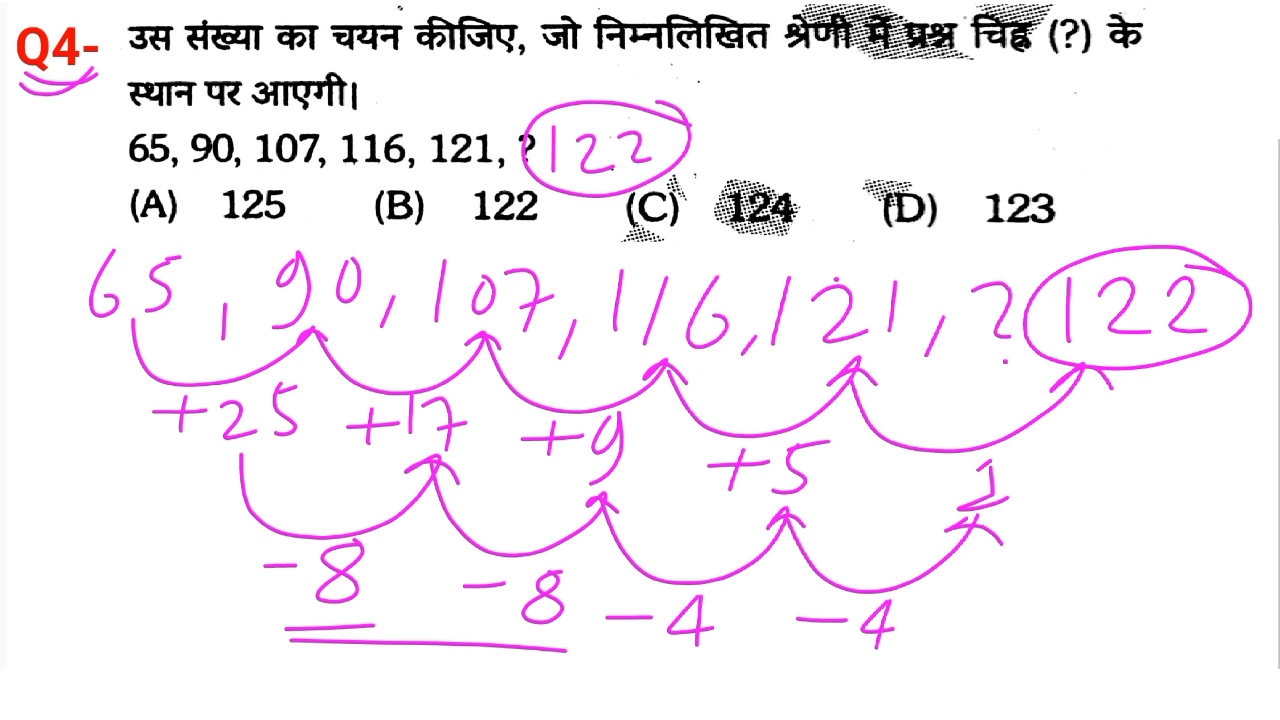 Q4- उस संख्या का चयन कीजिए, जो निम्नलिखित श्रेणी में प्रश्न चिह्न (?) के
स्थान पर आएगी।
65, 90, 107, 116, 121, ? 122
(A) 125 (B) 122 (C) 124 (D) 123
65, 90, 107, 116, 121, ? 122
+25 +17 +9 +5 1
-8 -8 -4 -4